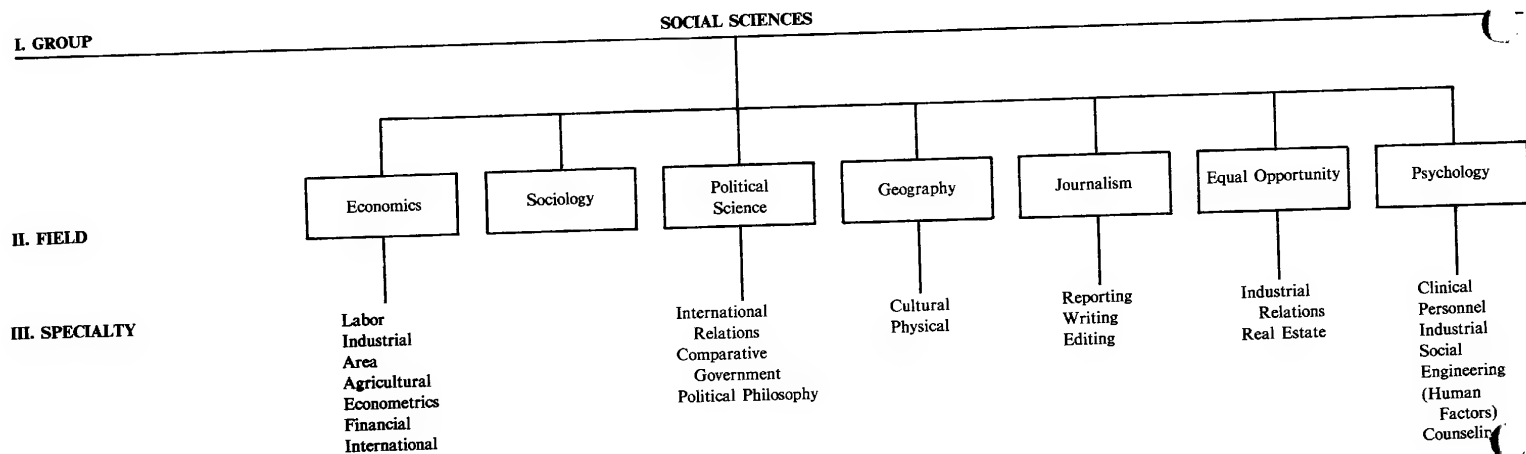 SOCIAL SCIENCES
I. GROUP
Economics
Sociology
Political
Science
Geography
Journalism
Equal Opportunity
Psychology
II. FIELD
III. SPECIALTY
Labor
Industrial
Area
Agricultural
Econometrics
Financial
International
International
Relations
Comparative
Government
Political Philosophy
Cultural
Physical
Reporting
Writing
Editing
Industrial
Relations
Real Estate
Clinical
Personnel
Industrial
Social
Engineering
(Human
Factors)
Counselin